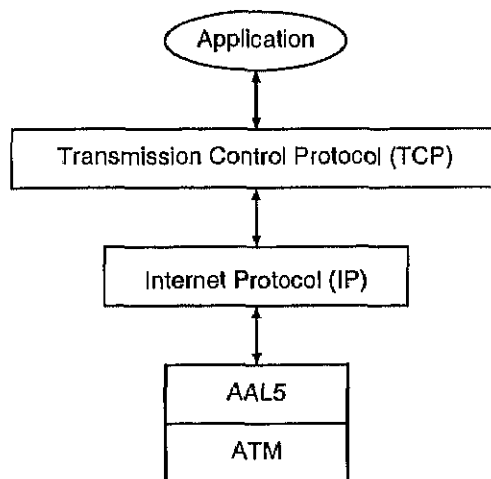 Application
Transmission Control Protocol (TCP)
Internet Protocol (IP)
AAL5
ATM